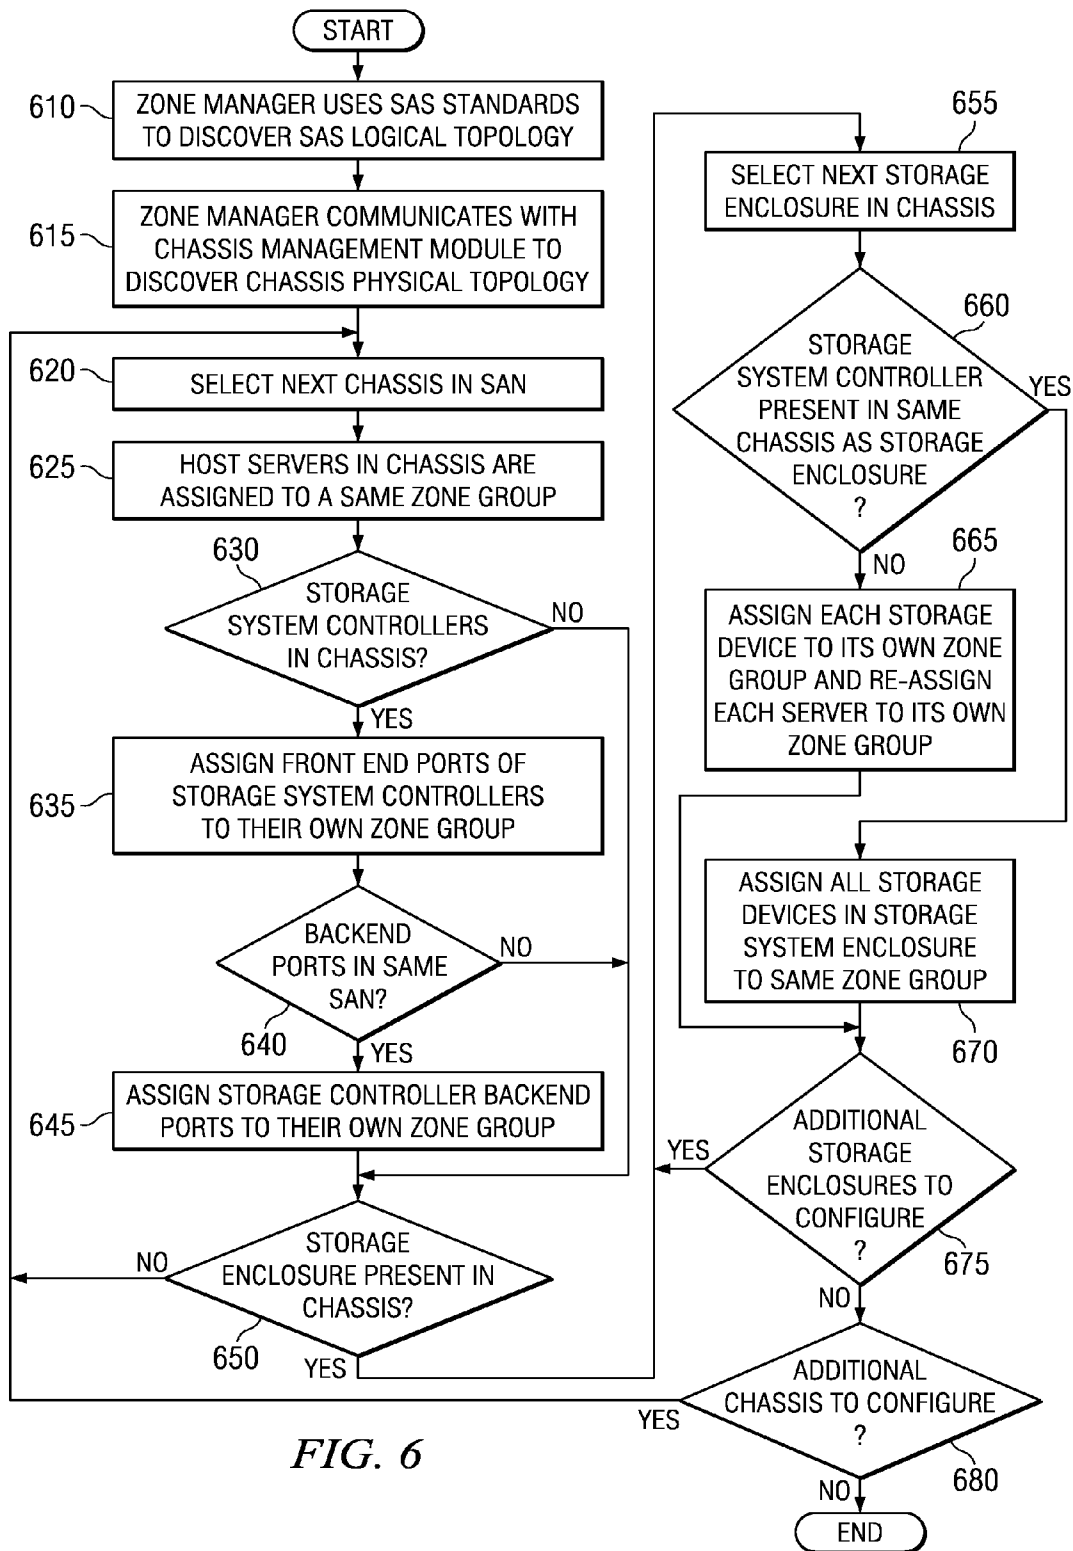 START
610
ZONE MANAGER USES SAS STANDARDS
TO DISCOVER SAS LOGICAL TOPOLOGY
615
ZONE MANAGER COMMUNICATES WITH
CHASSIS MANAGEMENT MODULE TO
DISCOVER CHASSIS PHYSICAL TOPOLOGY
620
SELECT NEXT CHASSIS IN SAN
625
HOST SERVERS IN CHASSIS ARE
ASSIGNED TO A SAME ZONE GROUP
630
STORAGE
SYSTEM CONTROLLERS
IN CHASSIS?
NO
YES
635
ASSIGN FRONT END PORTS OF
STORAGE SYSTEM CONTROLLERS
TO THEIR OWN ZONE GROUP
BACKEND
PORTS IN SAME
SAN?
NO
640
YES
645
ASSIGN STORAGE CONTROLLER BACKEND
PORTS TO THEIR OWN ZONE GROUP
NO
STORAGE
ENCLOSURE PRESENT IN
CHASSIS?
650
YES
655
SELECT NEXT STORAGE
ENCLOSURE IN CHASSIS
660
STORAGE
SYSTEM CONTROLLER
PRESENT IN SAME
CHASSIS AS STORAGE
ENCLOSURE
?
YES
NO
665
ASSIGN EACH STORAGE
DEVICE TO ITS OWN ZONE
GROUP AND RE-ASSIGN
EACH SERVER TO ITS OWN
ZONE GROUP
ASSIGN ALL STORAGE
DEVICES IN STORAGE
SYSTEM ENCLOSURE
TO SAME ZONE GROUP
670
YES
ADDITIONAL
STORAGE
ENCLOSURES TO
CONFIGURE
?
675
NO
ADDITIONAL
CHASSIS TO CONFIGURE
?
YES
680
NO
END
FIG. 6